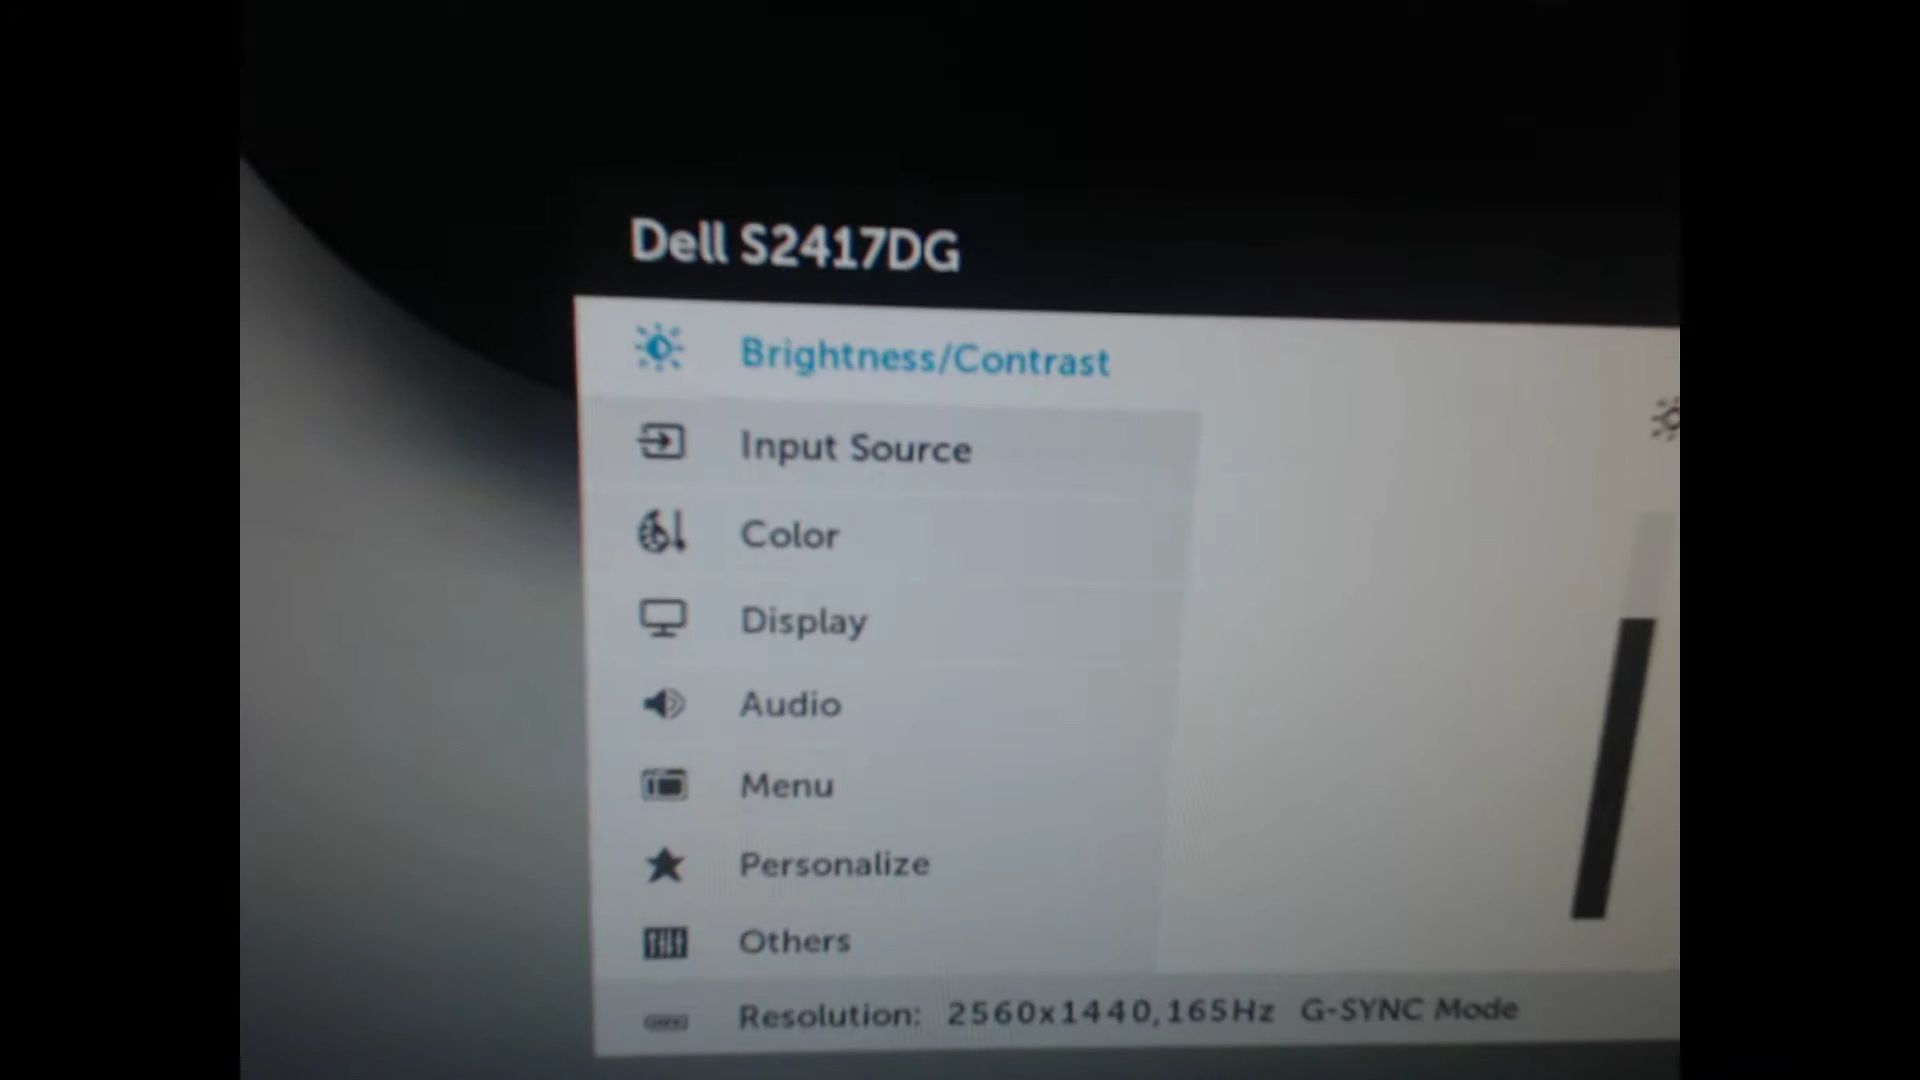 Dell S2417DG
Brightness/Contrast
Input Source
Color
Display
Audio
Menu
Personalize
Others
Resolution: 2560x1440,165Hz G-SYNC Mode